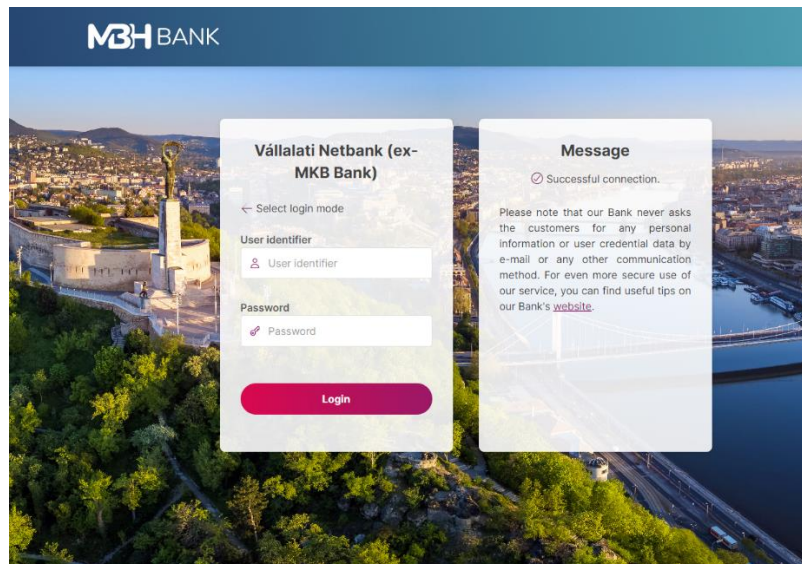 MBH BANK
Vállalati Netbank (ex-
MKB Bank)
← Select login mode
User identifier
User identifier
Password
Password
Login
Message
Successful connection.
Please note that our Bank never asks
the customers for any personal
information or user credential data by
e-mail or any other communication
method. For even more secure use of
our service, you can find useful tips on
our Bank's website.